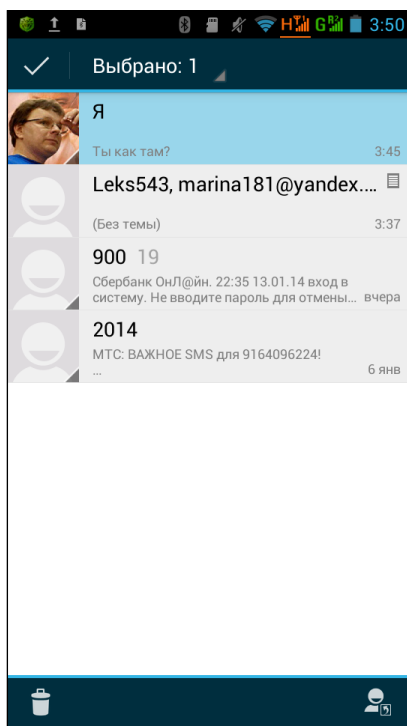 H G R 3:50
Выбрано: 1
Я
Ты как там?
3:45
Leks543, marina181@yandex....
(Без темы)
3:37
900 19
Сбербанк ОнЛ@йн. 22:35 13.01.14 вход в
систему. Не вводите пароль для отмены... вчера
2014
МТС: ВАЖНОЕ SMS для 9164096224!
...
6 янв